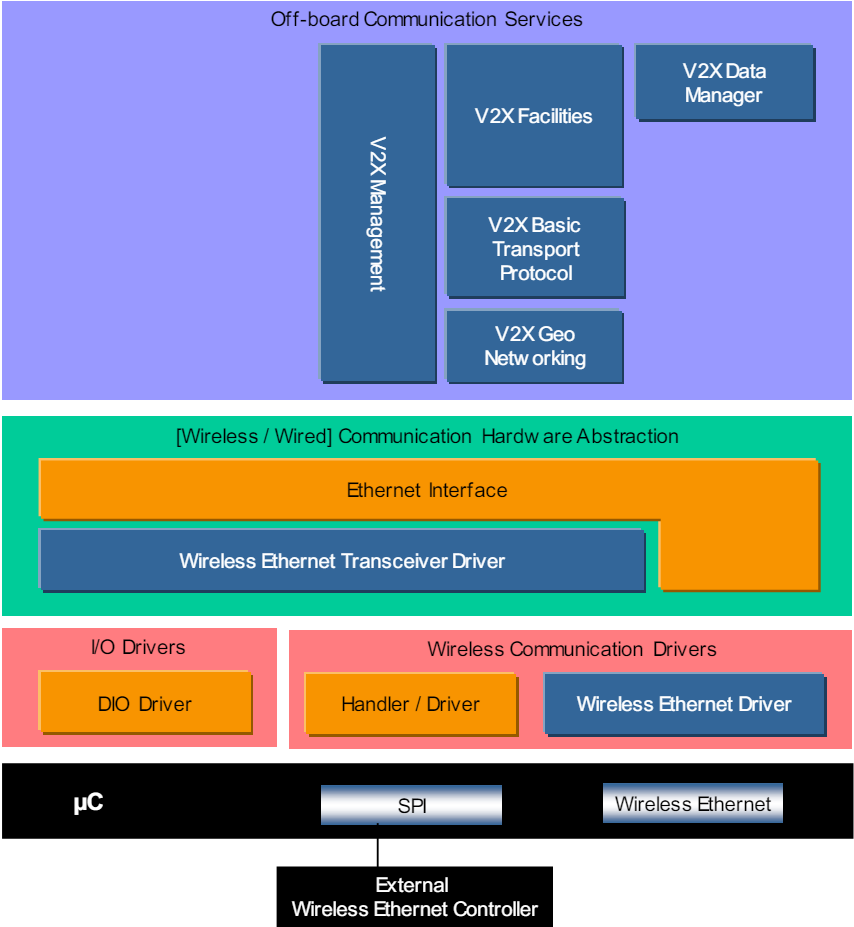 Off-board Communication Services
V2X Management
V2X Facilities
V2X Data
Manager
V2X Basic
Transport
Protocol
V2X Geo
Networking
[Wireless / Wired] Communication Hardware Abstraction
Ethernet Interface
Wireless Ethernet Transceiver Driver
I/O Drivers
Wireless Communication Drivers
DIO Driver
Handler / Driver
Wireless Ethernet Driver
µC
SPI
Wireless Ethernet
External
Wireless Ethernet Controller